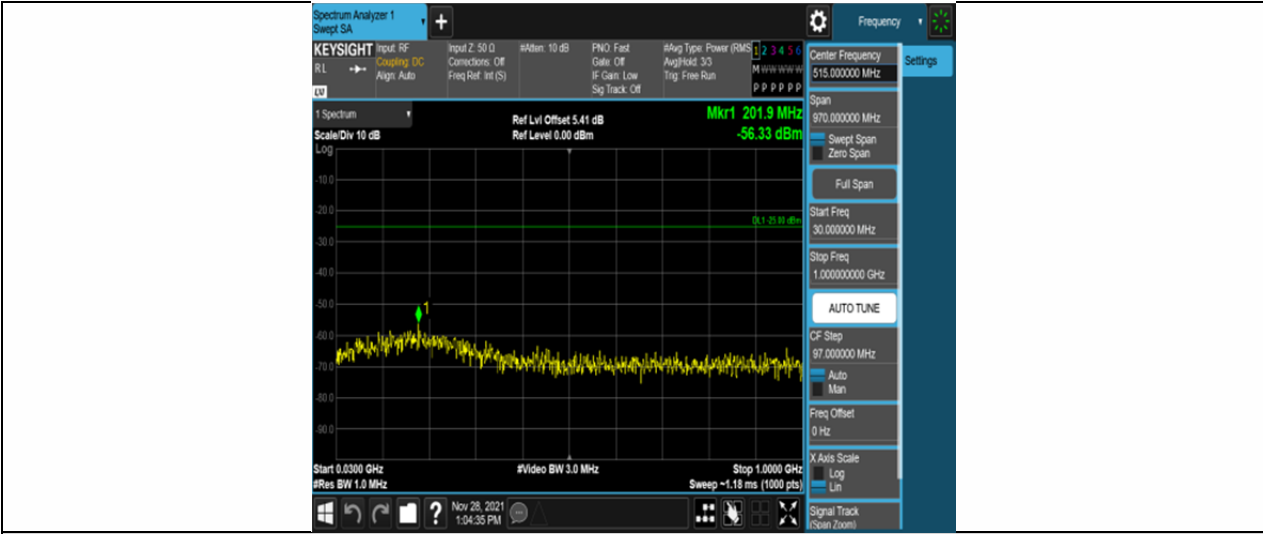 Spectrum Analyzer 1
Swept SA
+
Frequency
KEYSIGHT
RL
LV
Input: RF
Coupling: DC
Align: Auto
Input Z: 50 Ω
Corrections: Off
Freq Ref: Int (S)
#Atten: 10 dB
PNO: Fast
Gate: Off
IF Gain: Low
Sig Track: Off
#Avg Type: Power (RMS
Avg|Hold: 3/3
Trig: Free Run
1 2 3 4 5 6
M W W W W W
P P P P P P
1 Spectrum
Scale/Div 10 dB
Log
Ref Lvl Offset 5.41 dB
Ref Level 0.00 dBm
Mkr1 201.9 MHz
-56.33 dBm
-10.0
-20.0
DL1 -25.00 dBm
-30.0
-40.0
-50.0
1
-60.0
-70.0
-80.0
-90.0
Start 0.0300 GHz
#Res BW 1.0 MHz
#Video BW 3.0 MHz
Stop 1.0000 GHz
Sweep ~1.18 ms (1000 pts)
Nov 28, 2021
1:04:35 PM
Center Frequency
515.000000 MHz
Settings
Span
970.000000 MHz
Swept Span
Zero Span
Full Span
Start Freq
30.000000 MHz
Stop Freq
1.000000000 GHz
AUTO TUNE
CF Step
97.000000 MHz
Auto
Man
Freq Offset
0 Hz
X Axis Scale
Log
Lin
Signal Track
(Span Zoom)